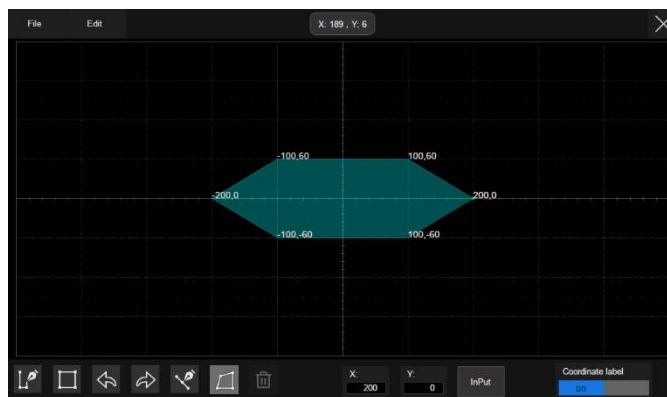 File Edit X: 189 , Y: 6
-100,60 100,60
-200,0 200,0
-100,-60 100,-60
X: Y: Coordinate label
200 0 InPut on